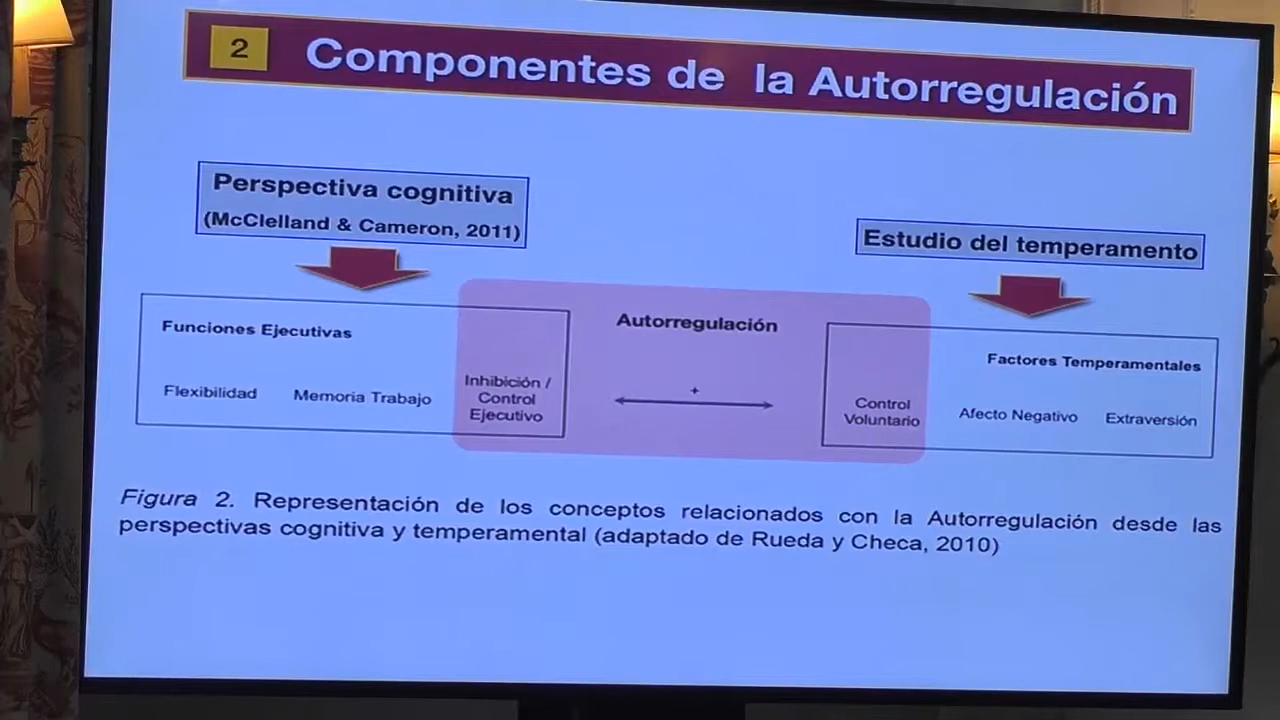 2 Componentes de la Autorregulación
Perspectiva cognitiva
(McClelland & Cameron, 2011)
Estudio del temperamento
Funciones Ejecutivas
Flexibilidad
Memoria Trabajo
Inhibición /
Control
Ejecutivo
Autorregulación
+
Factores Temperamentales
Control
Voluntario
Afecto Negativo
Extraversión
Figura 2. Representación de los conceptos relacionados con la Autorregulación desde las
perspectivas cognitiva y temperamental (adaptado de Rueda y Checa, 2010)